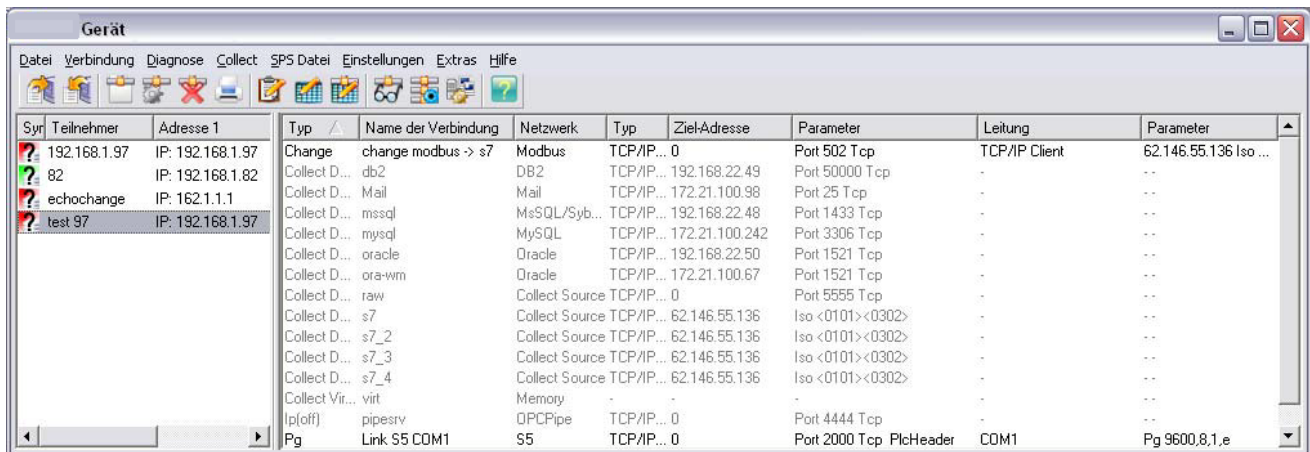 Gerät
Datei Verbindung Diagnose Collect SPS Datei Einstellungen Extras Hilfe
Syr Teilnehmer Adresse 1
192.168.1.97 IP: 192.168.1.97
82 IP: 192.168.1.82
echochange IP: 162.1.1.1
test 97 IP: 192.168.1.97
Typ Name der Verbindung Netzwerk Typ Ziel-Adresse Parameter Leitung Parameter
Change change modbus -> s7 Modbus TCP/IP... 0 Port 502 Tcp TCP/IP Client 62.146.55.136 Iso ...
Collect D... db2 DB2 TCP/IP... 192.168.22.49 Port 50000 Tcp - - -
Collect D... Mail Mail TCP/IP... 172.21.100.98 Port 25 Tcp - - -
Collect D... mssql MsSQL/Syb... TCP/IP... 192.168.22.48 Port 1433 Tcp - - -
Collect D... mysql MySQL TCP/IP... 172.21.100.242 Port 3306 Tcp - - -
Collect D... oracle Oracle TCP/IP... 192.168.22.50 Port 1521 Tcp - - -
Collect D... ora-wm Oracle TCP/IP... 172.21.100.67 Port 1521 Tcp - - -
Collect D... raw Collect Source TCP/IP... 0 Port 5555 Tcp - - -
Collect D... s7 Collect Source TCP/IP... 62.146.55.136 Iso <0101><0302> - - -
Collect D... s7_2 Collect Source TCP/IP... 62.146.55.136 Iso <0101><0302> - - -
Collect D... s7_3 Collect Source TCP/IP... 62.146.55.136 Iso <0101><0302> - - -
Collect D... s7_4 Collect Source TCP/IP... 62.146.55.136 Iso <0101><0302> - - -
Collect Vir... virt Memory - - - - - -
Ip(off) pipesrv OPCPipe TCP/IP... 0 Port 4444 Tcp - - -
Pg Link S5 COM1 S5 TCP/IP... 0 Port 2000 Tcp PlcHeader COM1 Pg 9600,8,1,e